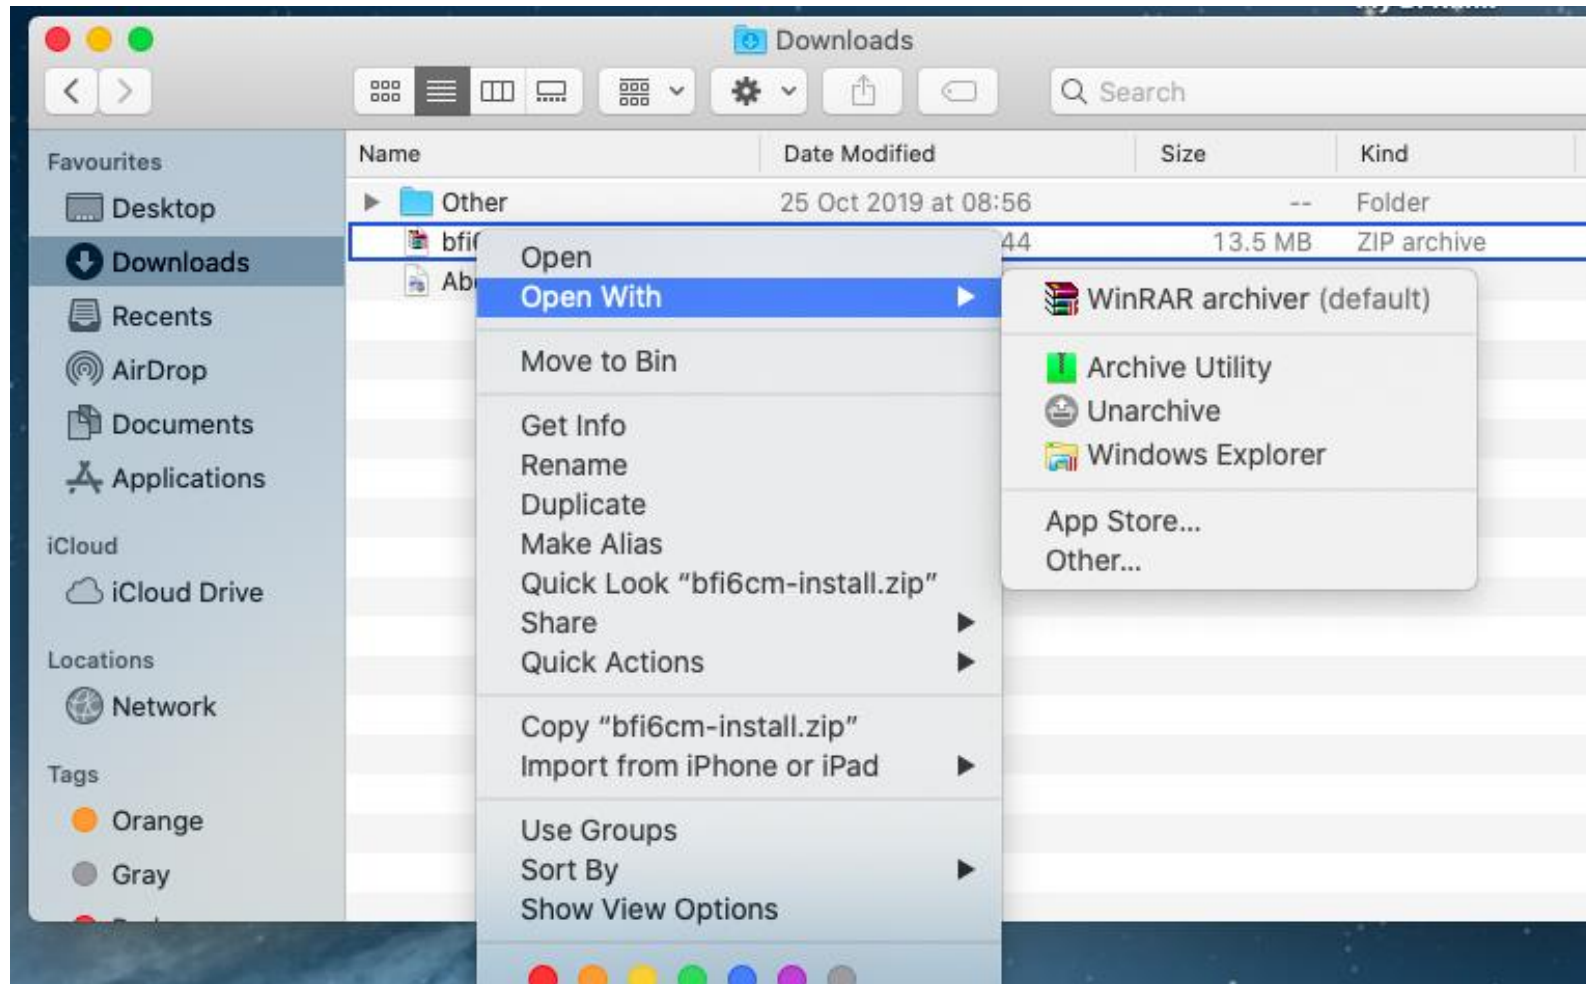 Downloads
Search
Favourites
Desktop
Downloads
Recents
AirDrop
Documents
Applications
iCloud
iCloud Drive
Locations
Network
Tags
Orange
Gray
Name Date Modified Size Kind
Other 25 Oct 2019 at 08:56 -- Folder
bfi6 44 13.5 MB ZIP archive
Abo
Open
Open With
Move to Bin
Get Info
Rename
Duplicate
Make Alias
Quick Look “bfi6cm-install.zip”
Share
Quick Actions
Copy “bfi6cm-install.zip”
Import from iPhone or iPad
Use Groups
Sort By
Show View Options
WinRAR archiver (default)
Archive Utility
Unarchive
Windows Explorer
App Store...
Other...